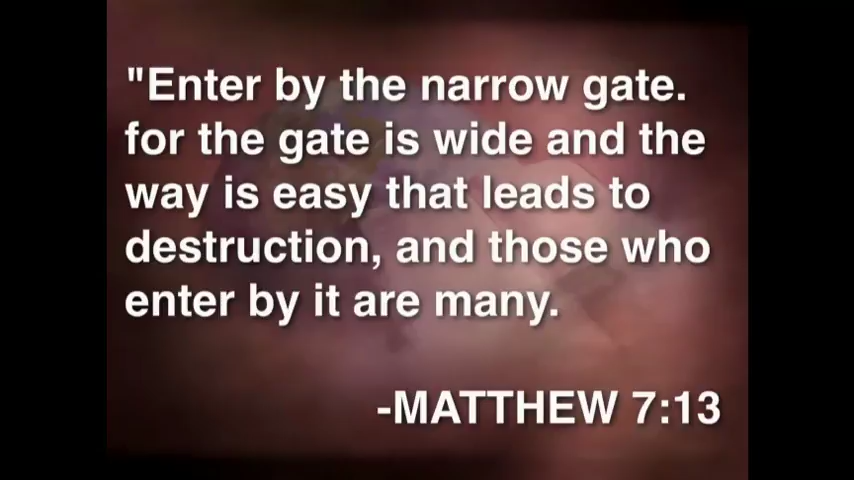 "Enter by the narrow gate.
for the gate is wide and the
way is easy that leads to
destruction, and those who
enter by it are many.
-MATTHEW 7:13